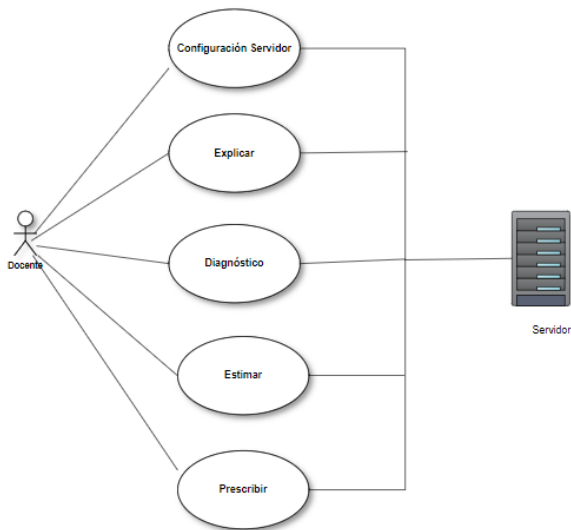 Configuración Servidor
Explicar
Docente
Diagnóstico
Servidor
Estimar
Prescribir